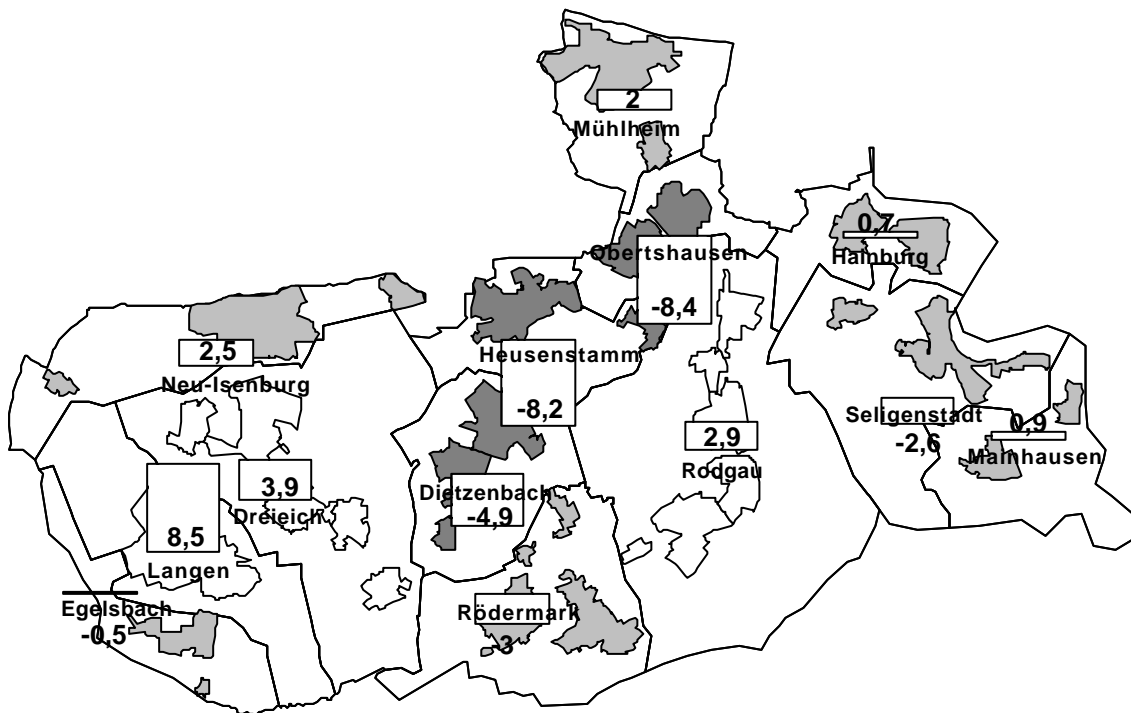 2
Mühlheim
0,7
Hainburg
Obertshausen
-8,4
2,5
Neu-Isenburg
Heusenstamm
-8,2
Seligenstadt
-2,6
0,9
Mainhausen
2,9
Rodgau
3,9
Dreieich
Dietzenbach
-4,9
8,5
Langen
Egelsbach
-0,5
Rödermark
3